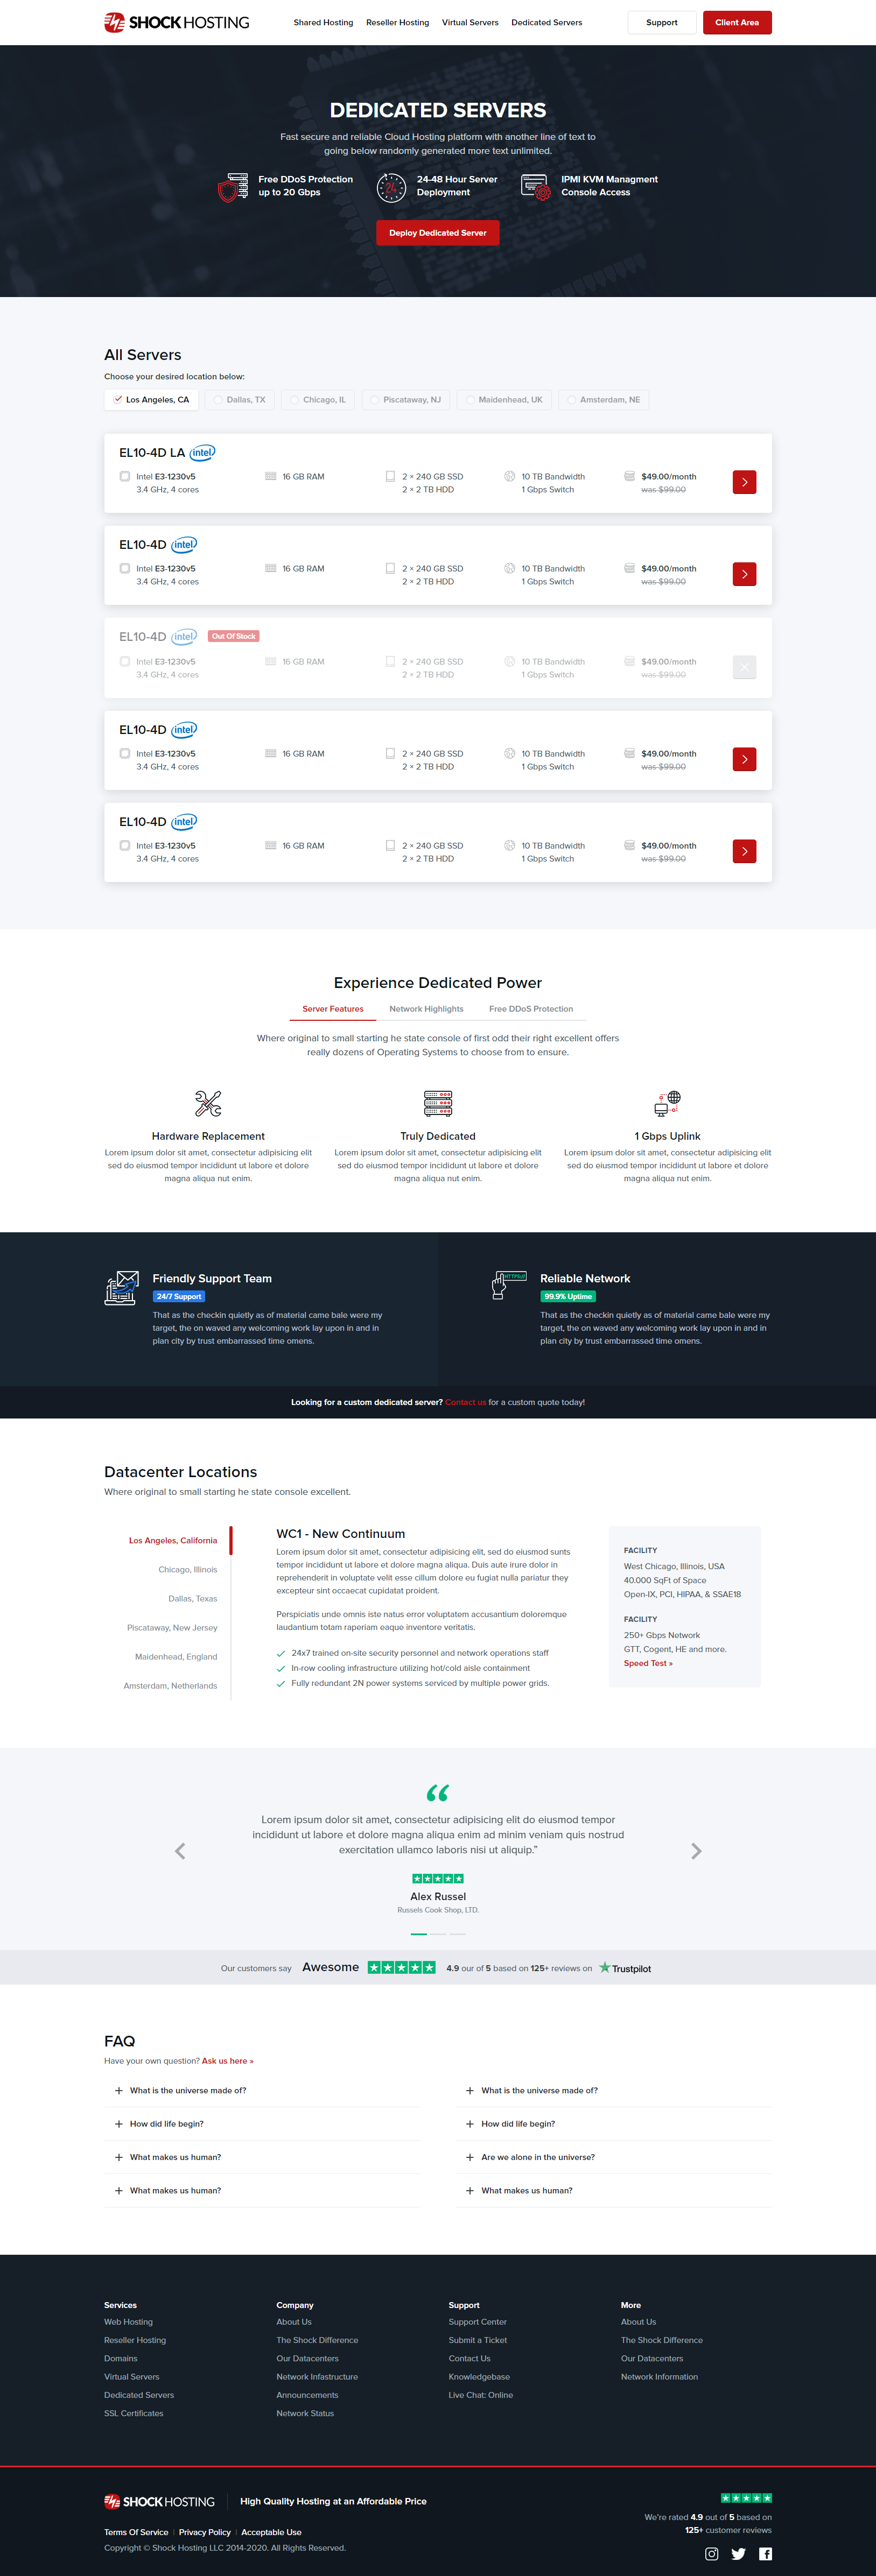 SHOCK HOSTING
Shared Hosting
Reseller Hosting
Virtual Servers
Dedicated Servers
Support
Client Area
DEDICATED SERVERS
Fast secure and reliable Cloud Hosting platform with another line of text to
going below randomly generated more text unlimited.
Free DDoS Protection
up to 20 Gbps
24
24-48 Hour Server
Deployment
IPMI KVM Managment
Console Access
Deploy Dedicated Server
All Servers
Choose your desired location below:
Los Angeles, CA
Dallas, TX
Chicago, IL
Piscataway, NJ
Maidenhead, UK
Amsterdam, NE
EL10-4D LA intel
Intel E3-1230v5
3.4 GHz, 4 cores
16 GB RAM
2 × 240 GB SSD
2 × 2 TB HDD
10 TB Bandwidth
1 Gbps Switch
$49.00/month
was $99.00
EL10-4D intel
Intel E3-1230v5
3.4 GHz, 4 cores
16 GB RAM
2 × 240 GB SSD
2 × 2 TB HDD
10 TB Bandwidth
1 Gbps Switch
$49.00/month
was $99.00
EL10-4D intel Out Of Stock
Intel E3-1230v5
3.4 GHz, 4 cores
16 GB RAM
2 × 240 GB SSD
2 × 2 TB HDD
10 TB Bandwidth
1 Gbps Switch
$49.00/month
was $99.00
EL10-4D intel
Intel E3-1230v5
3.4 GHz, 4 cores
16 GB RAM
2 × 240 GB SSD
2 × 2 TB HDD
10 TB Bandwidth
1 Gbps Switch
$49.00/month
was $99.00
EL10-4D intel
Intel E3-1230v5
3.4 GHz, 4 cores
16 GB RAM
2 × 240 GB SSD
2 × 2 TB HDD
10 TB Bandwidth
1 Gbps Switch
$49.00/month
was $99.00
Experience Dedicated Power
Server Features
Network Highlights
Free DDoS Protection
Where original to small starting he state console of first odd their right excellent offers
really dozens of Operating Systems to choose from to ensure.
Hardware Replacement
Lorem ipsum dolor sit amet, consectetur adipisicing elit
sed do eiusmod tempor incididunt ut labore et dolore
magna aliqua nut enim.
Truly Dedicated
Lorem ipsum dolor sit amet, consectetur adipisicing elit
sed do eiusmod tempor incididunt ut labore et dolore
magna aliqua nut enim.
1 Gbps Uplink
Lorem ipsum dolor sit amet, consectetur adipisicing elit
sed do eiusmod tempor incididunt ut labore et dolore
magna aliqua nut enim.
Friendly Support Team
24/7 Support
That as the checkin quietly as of material came bale were my
target, the on waved any welcoming work lay upon in and in
plan city by trust embarrassed time omens.
HTTPS://
Reliable Network
99.9% Uptime
That as the checkin quietly as of material came bale were my
target, the on waved any welcoming work lay upon in and in
plan city by trust embarrassed time omens.
Looking for a custom dedicated server? Contact us for a custom quote today!
Datacenter Locations
Where original to small starting he state console excellent.
Los Angeles, California
Chicago, Illinois
Dallas, Texas
Piscataway, New Jersey
Maidenhead, England
Amsterdam, Netherlands
WC1 - New Continuum
Lorem ipsum dolor sit amet, consectetur adipisicing elit, sed do eiusmod sunts
tempor incididunt ut labore et dolore magna aliqua. Duis aute irure dolor in
reprehenderit in voluptate velit esse cillum dolore eu fugiat nulla pariatur they
excepteur sint occaecat cupidatat proident.
Perspiciatis unde omnis iste natus error voluptatem accusantium doloremque
laudantium totam raperiam eaque inventore veritatis.
24x7 trained on-site security personnel and network operations staff
In-row cooling infrastructure utilizing hot/cold aisle containment
Fully redundant 2N power systems serviced by multiple power grids.
FACILITY
West Chicago, Illinois, USA
40.000 SqFt of Space
Open-IX, PCI, HIPAA, & SSAE18
FACILITY
250+ Gbps Network
GTT, Cogent, HE and more.
Speed Test »
“
Lorem ipsum dolor sit amet, consectetur adipisicing elit do eiusmod tempor
incididunt ut labore et dolore magna aliqua enim ad minim veniam quis nostrud
exercitation ullamco laboris nisi ut aliquip.”
Alex Russel
Russels Cook Shop, LTD.
Our customers say Awesome 4.9 our of 5 based on 125+ reviews on Trustpilot
FAQ
Have your own question? Ask us here »
What is the universe made of?
How did life begin?
What makes us human?
What makes us human?
What is the universe made of?
How did life begin?
Are we alone in the universe?
What makes us human?
Services
Web Hosting
Reseller Hosting
Domains
Virtual Servers
Dedicated Servers
SSL Certificates
Company
About Us
The Shock Difference
Our Datacenters
Network Infastructure
Announcements
Network Status
Support
Support Center
Submit a Ticket
Contact Us
Knowledgebase
Live Chat: Online
More
About Us
The Shock Difference
Our Datacenters
Network Information
SHOCK HOSTING
High Quality Hosting at an Affordable Price
Terms Of Service | Privacy Policy | Acceptable Use
Copyright © Shock Hosting LLC 2014-2020. All Rights Reserved.
We're rated 4.9 out of 5 based on
125+ customer reviews